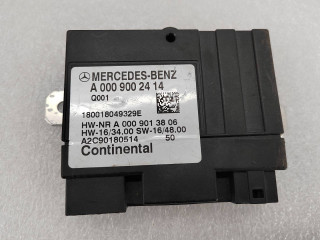 MERCEDES-BENZ
A 000 900 24 14
Q001
180018049329E
HW-NR A 000 901 38 06
HW-16/34.00 SW-16/48.00
A2C90180514 50
Continental